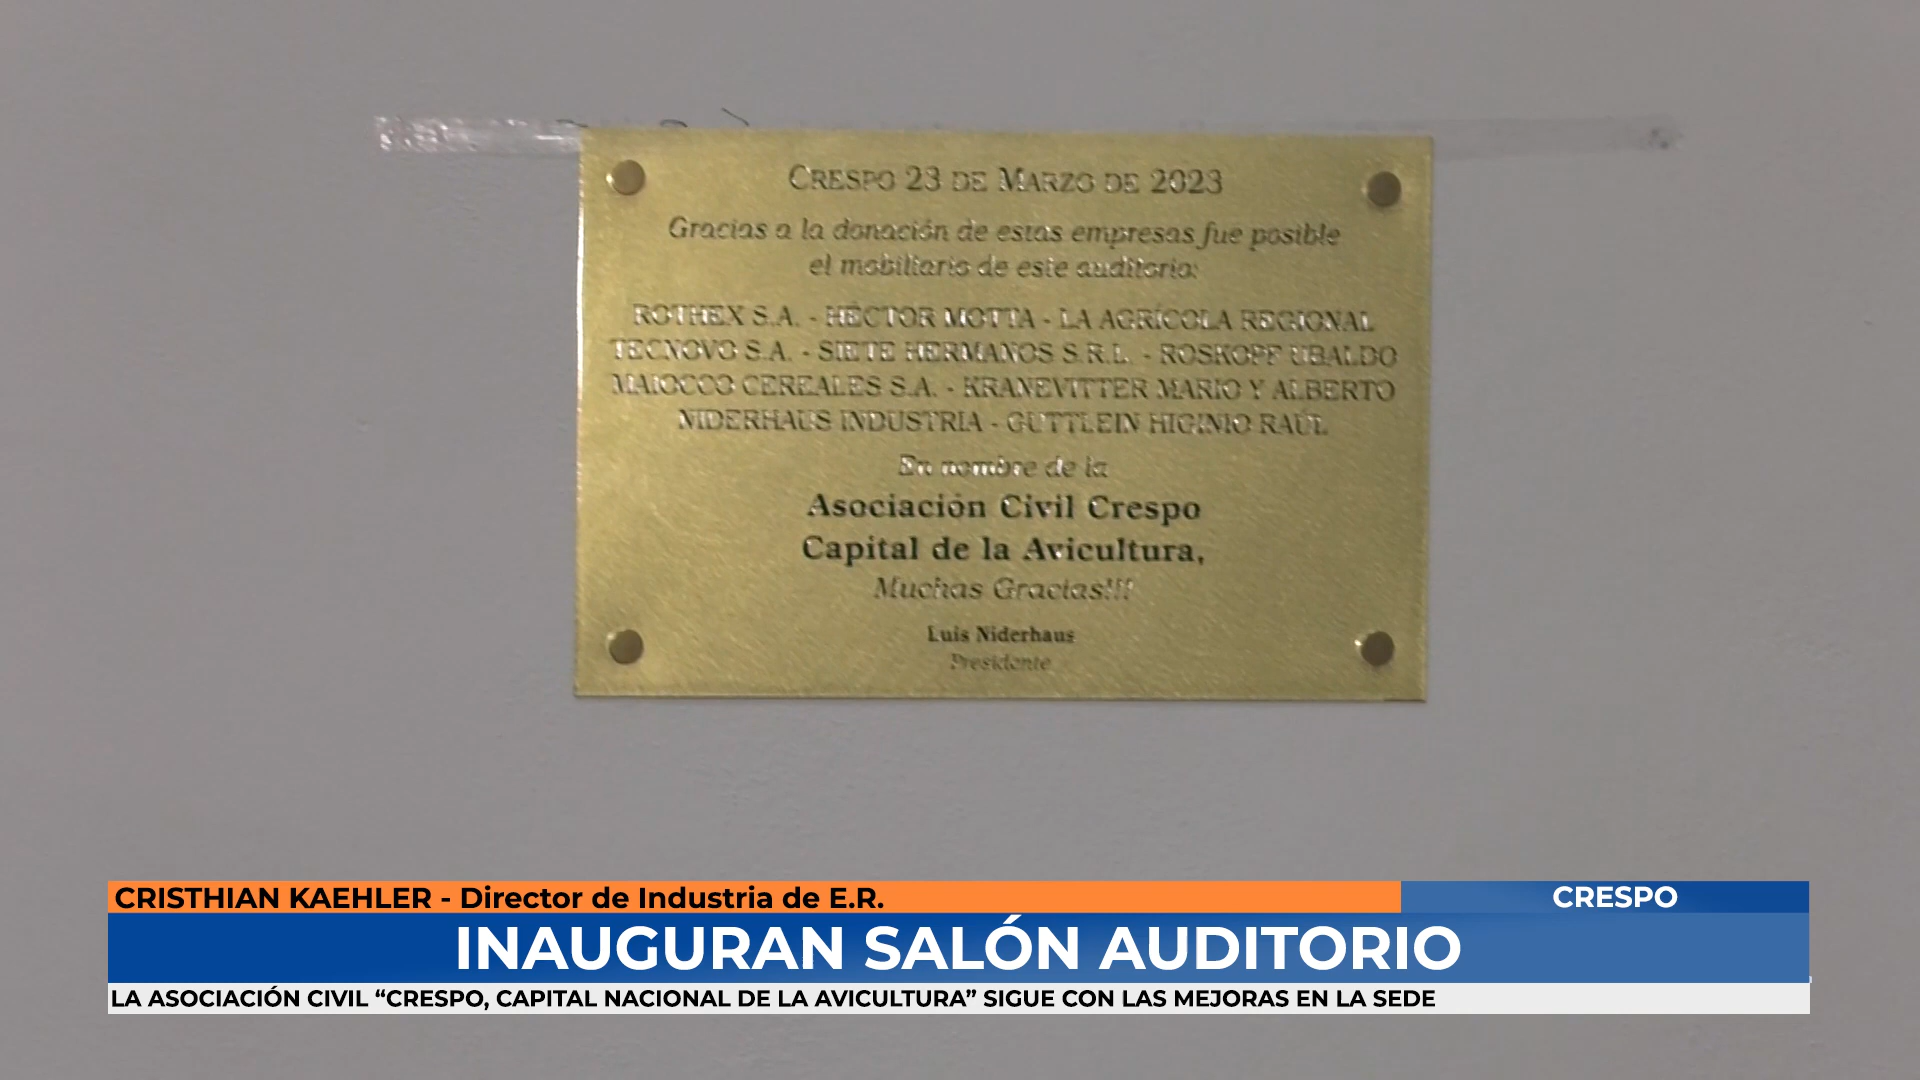 CRESPO 23 DE MARZO DE 2023
Gracias a la donación de estas empresas fue posible
el mobiliario de este auditorio:
ROTHEX S.A. - HÉCTOR MOTTA - LA AGRÍCOLA REGIONAL
TECNOVO S.A. - SIETE HERMANOS S.R.L. - ROSKOPF UBALDO
MAIOCCO CEREALES S.A. - KRANEVITTER MARIO Y ALBERTO
NIDERHAUS INDUSTRIA - GUTTLEIN HIGINIO RAÚL
En nombre de la
Asociación Civil Crespo
Capital de la Avicultura,
Muchas Gracias!!!
Luis Niderhaus
Presidente
CRISTHIAN KAEHLER - Director de Industria de E.R.
CRESPO
INAUGURAN SALÓN AUDITORIO
LA ASOCIACIÓN CIVIL “CRESPO, CAPITAL NACIONAL DE LA AVICULTURA” SIGUE CON LAS MEJORAS EN LA SEDE